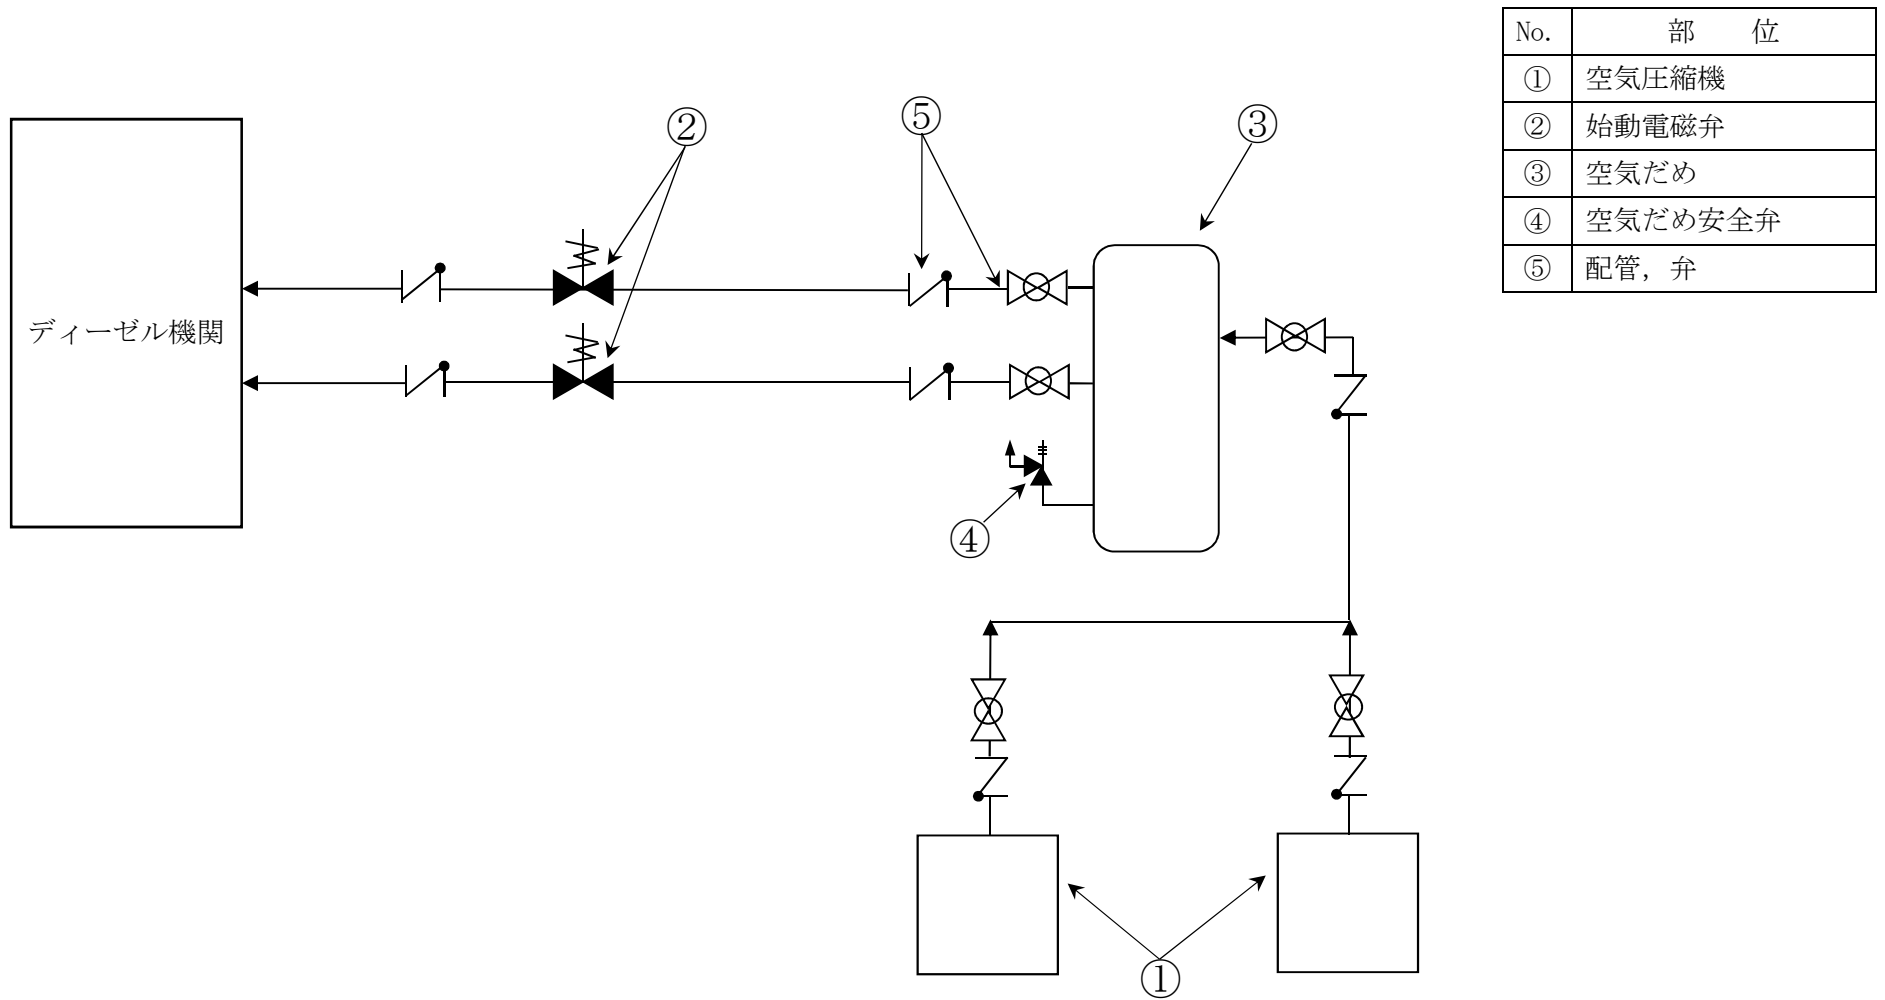 No. 部 位
① 空気圧縮機
② 始動電磁弁
③ 空気だめ
④ 空気だめ安全弁
⑤ 配管，弁
②
⑤
③
ディーゼル機関
④
①